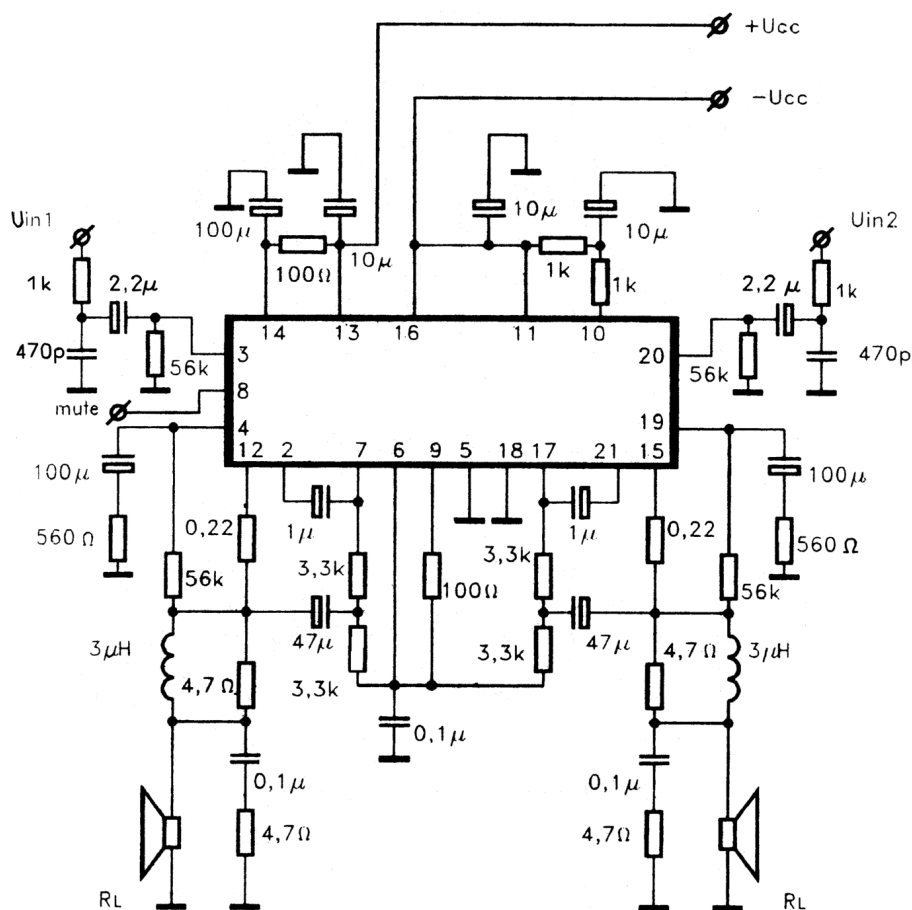 +Ucc
-Ucc
Uin1
100µ
10µ
10µ
10µ
Uin2
100Ω
1k
1k
1k
2,2µ
2,2 µ
1k
14
13
16
11
10
470p
56k
3
20
56k
470p
8
mute
4
19
12
2
7
6
9
5
18
17
21
15
100µ
100µ
560Ω
0,22
1µ
1µ
0,22
560Ω
56k
3,3k
100Ω
3,3k
56k
3µH
47µ
3,3k
3,3k
47µ
4,7Ω
3µH
4,7Ω
0,1µ
0,1µ
0,1µ
4,7Ω
4,7Ω
RL
RL